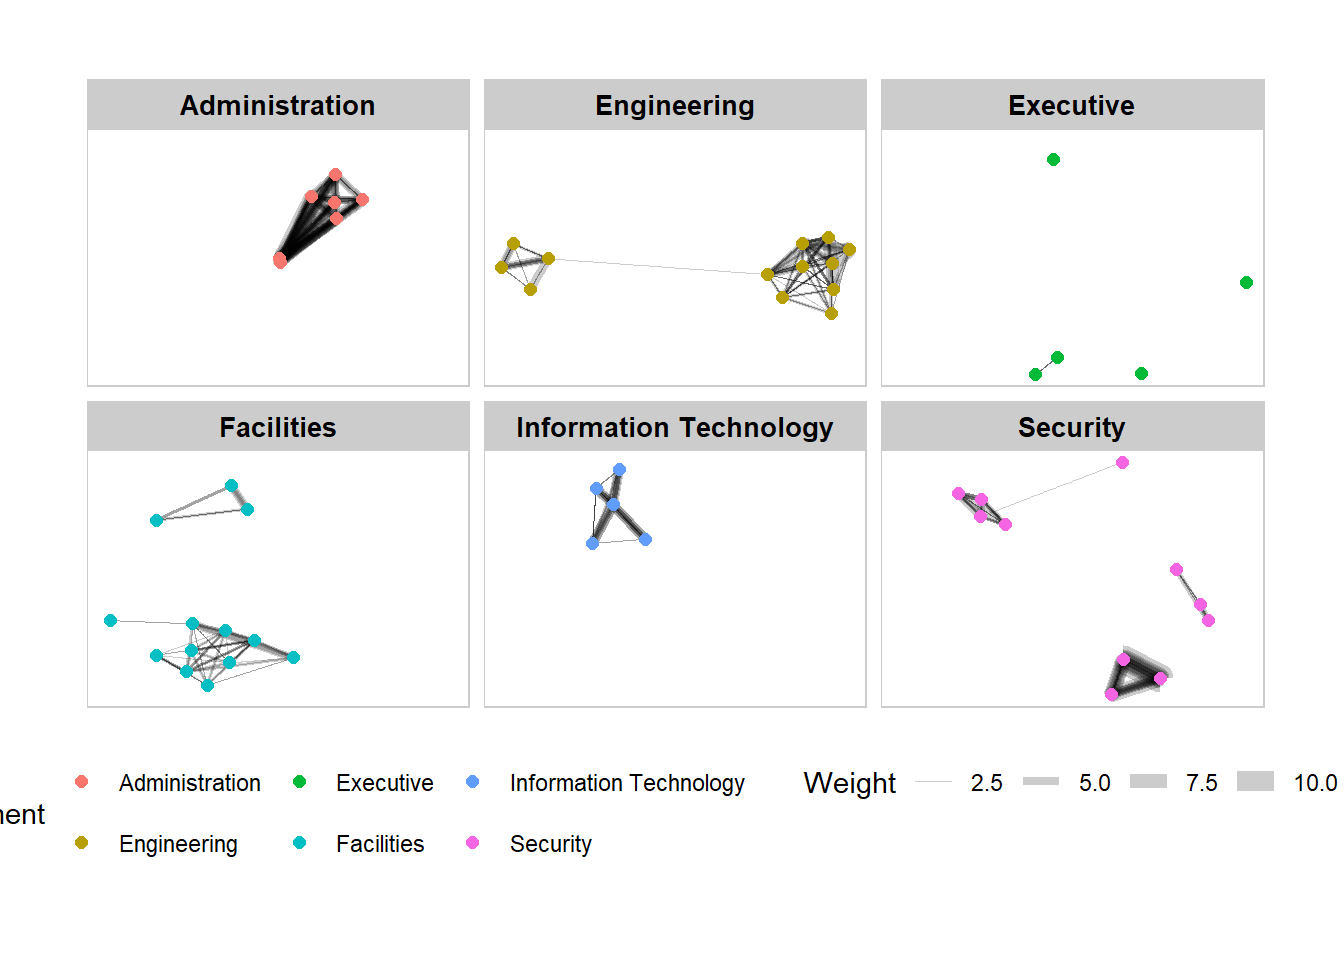 Administration Engineering Executive
Facilities Information Technology Security
Administration Executive Information Technology Weight 2.5 5.0 7.5 10.0
Engineering Facilities Security